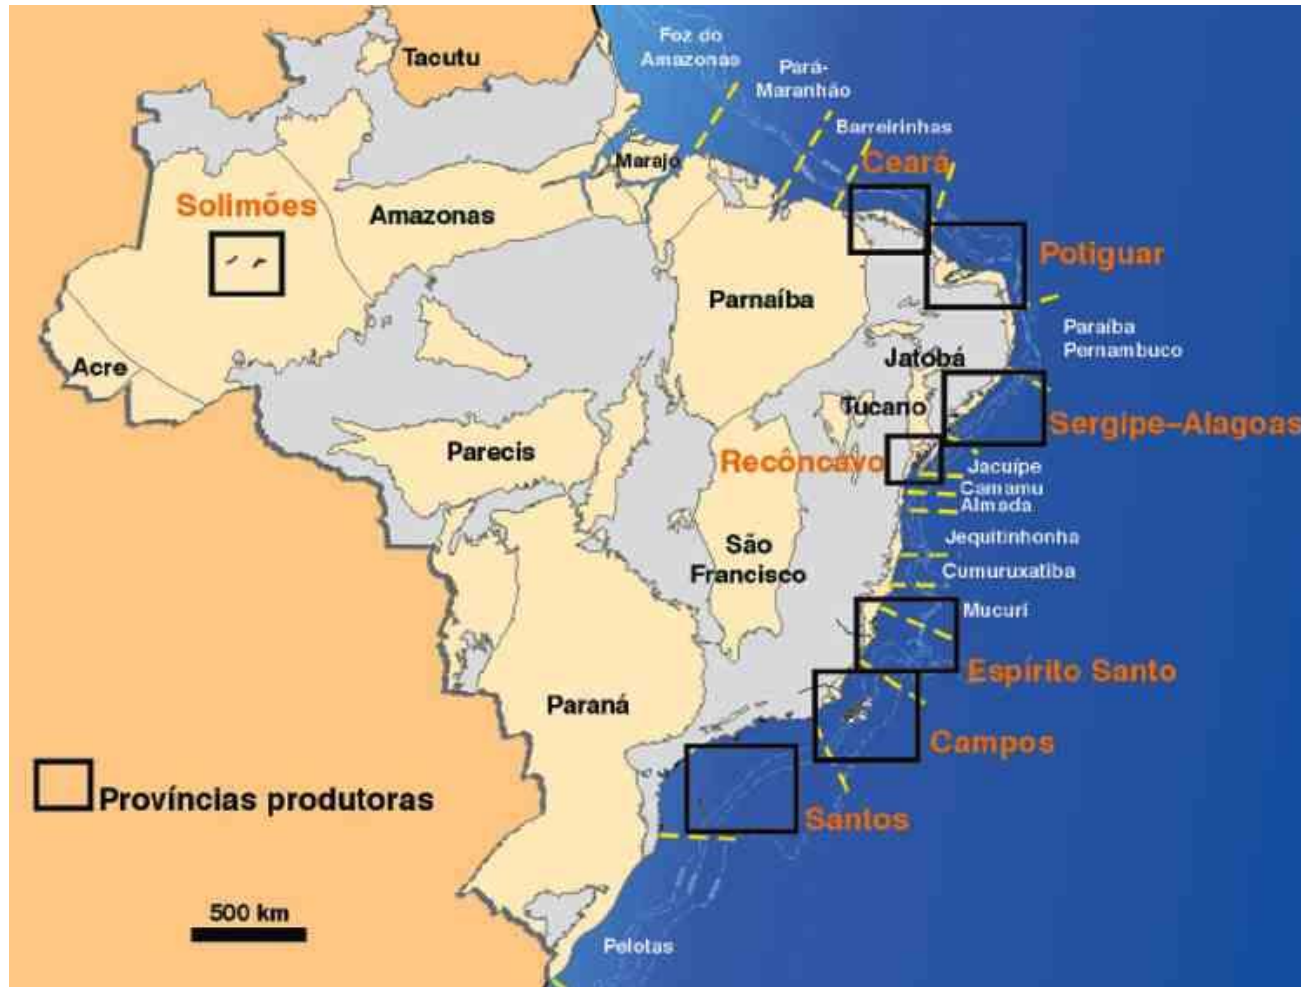 Foz do
Amazonas
Pará-
Maranhão
Tacutu
Barreirinhas
Ceará
Marajó
Solimões
Amazonas
Potiguar
Parnaíba
Paraíba
Pernambuco
Jatobá
Acre
Tucano
Sergipe–Alagoas
Parecis
Recôncavo
Jacuípe
Camamu
Almada
Jequitinhonha
São
Francisco
Cumuruxatiba
Mucuri
Espírito Santo
Paraná
Campos
Províncias produtoras
Santos
500 km
Pelotas